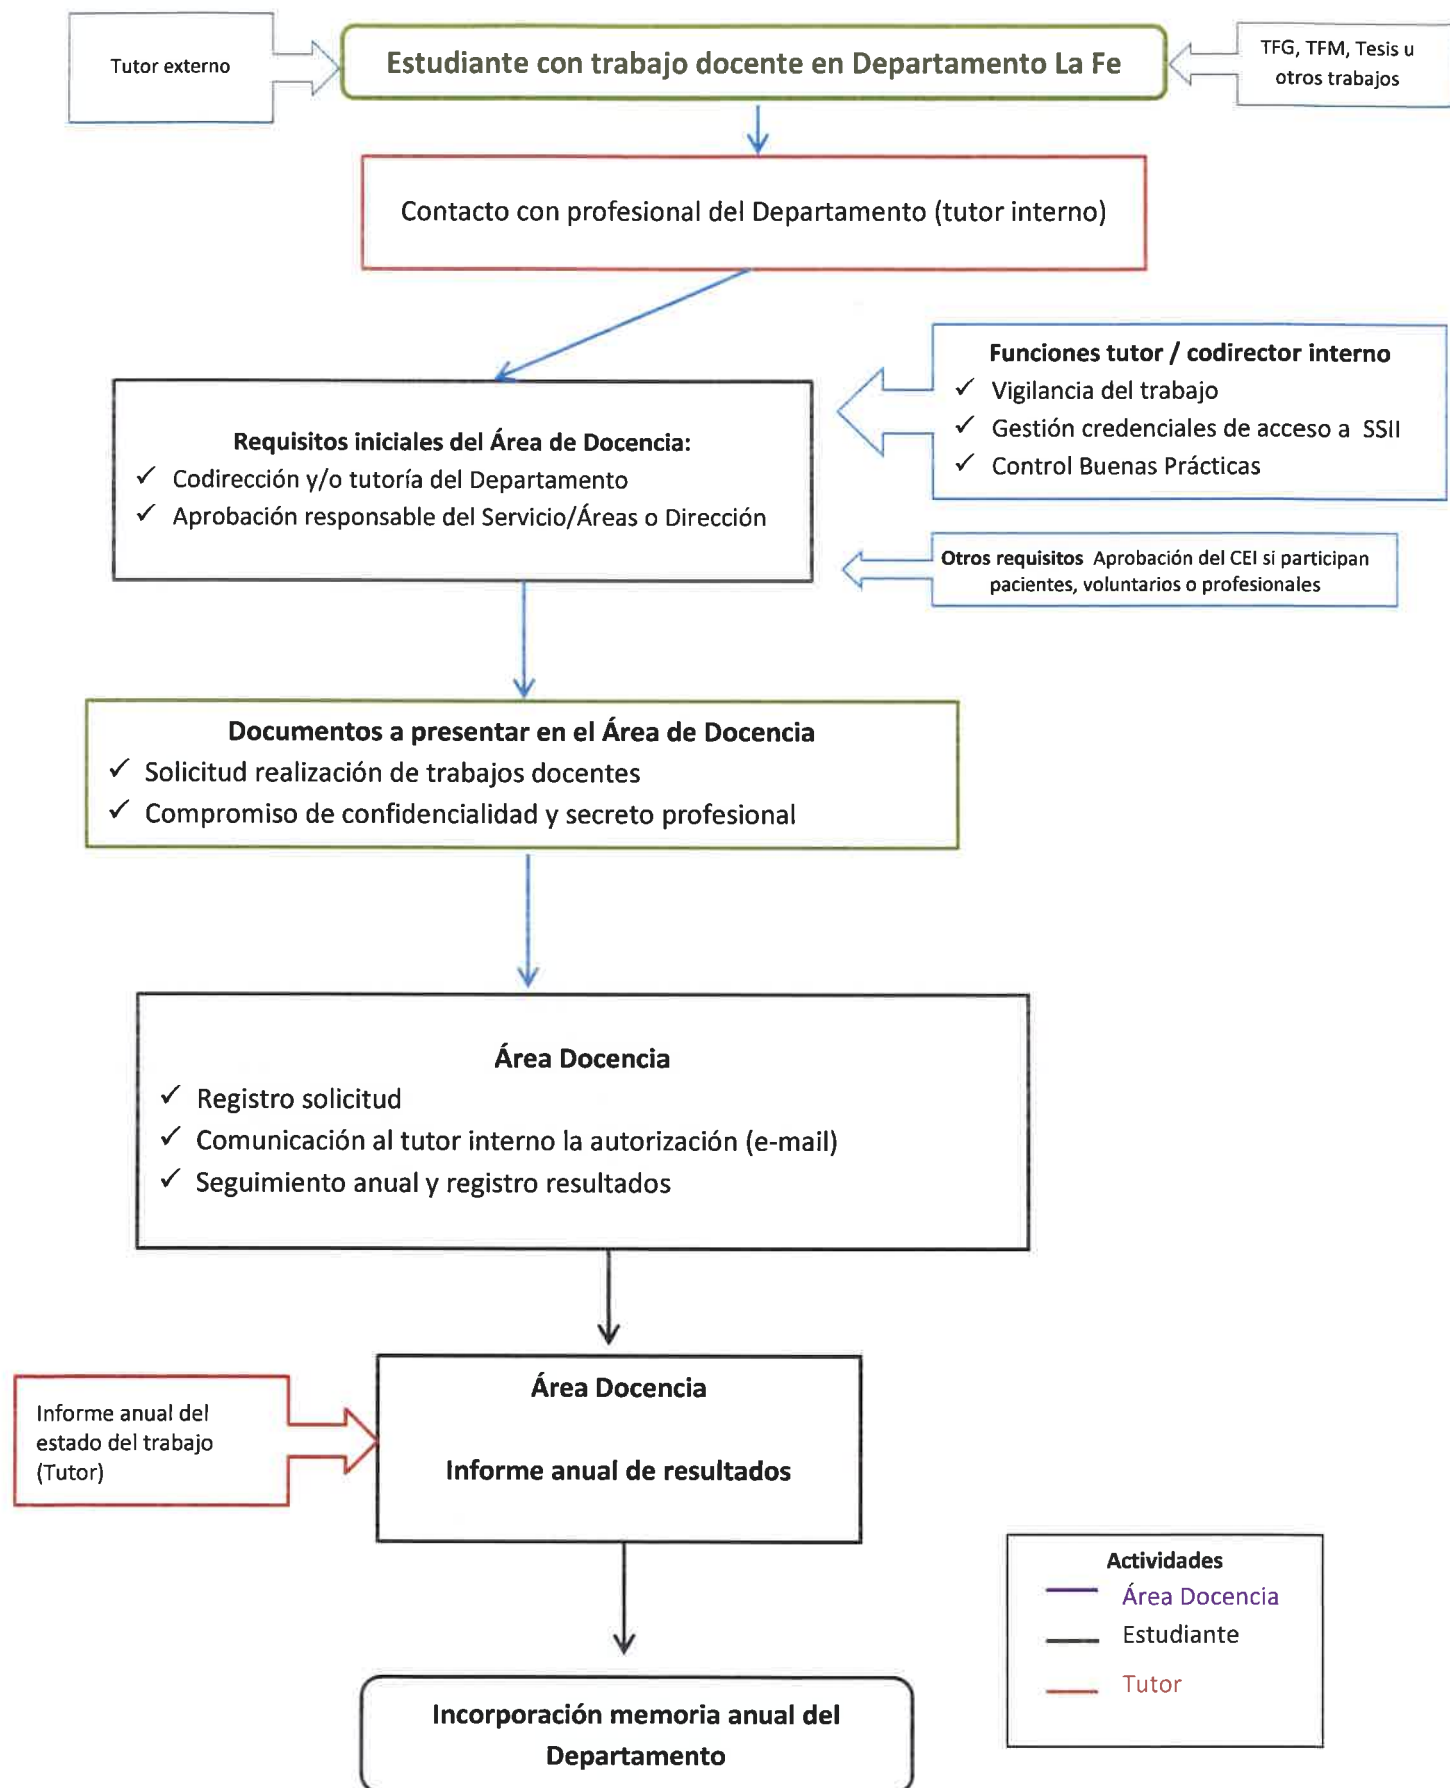 Tutor externo
Estudiante con trabajo docente en Departamento La Fe
TFG, TFM, Tesis u
otros trabajos
Contacto con profesional del Departamento (tutor interno)
Funciones tutor / codirector interno
✓ Vigilancia del trabajo
✓ Gestión credenciales de acceso a SSII
✓ Control Buenas Prácticas
Requisitos iniciales del Área de Docencia:
✓ Codirección y/o tutoría del Departamento
✓ Aprobación responsable del Servicio/Áreas o Dirección
Otros requisitos Aprobación del CEI si participan
pacientes, voluntarios o profesionales
Documentos a presentar en el Área de Docencia
✓ Solicitud realización de trabajos docentes
✓ Compromiso de confidencialidad y secreto profesional
Área Docencia
✓ Registro solicitud
✓ Comunicación al tutor interno la autorización (e-mail)
✓ Seguimiento anual y registro resultados
Informe anual del
estado del trabajo
(Tutor)
Área Docencia
Informe anual de resultados
Actividades
Área Docencia
Estudiante
Tutor
Incorporación memoria anual del
Departamento